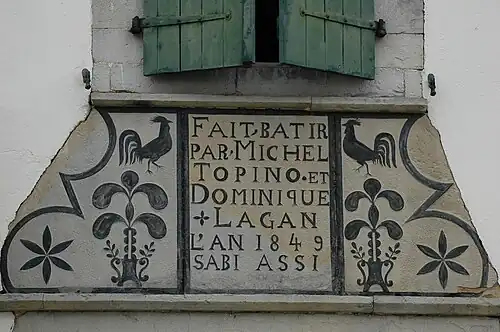 FAIT·BATIR
PAR·MICHEL
TOPINO·ET
DOMINIQUE
+ LAGAN
L'AN 1849
SABI ASSI